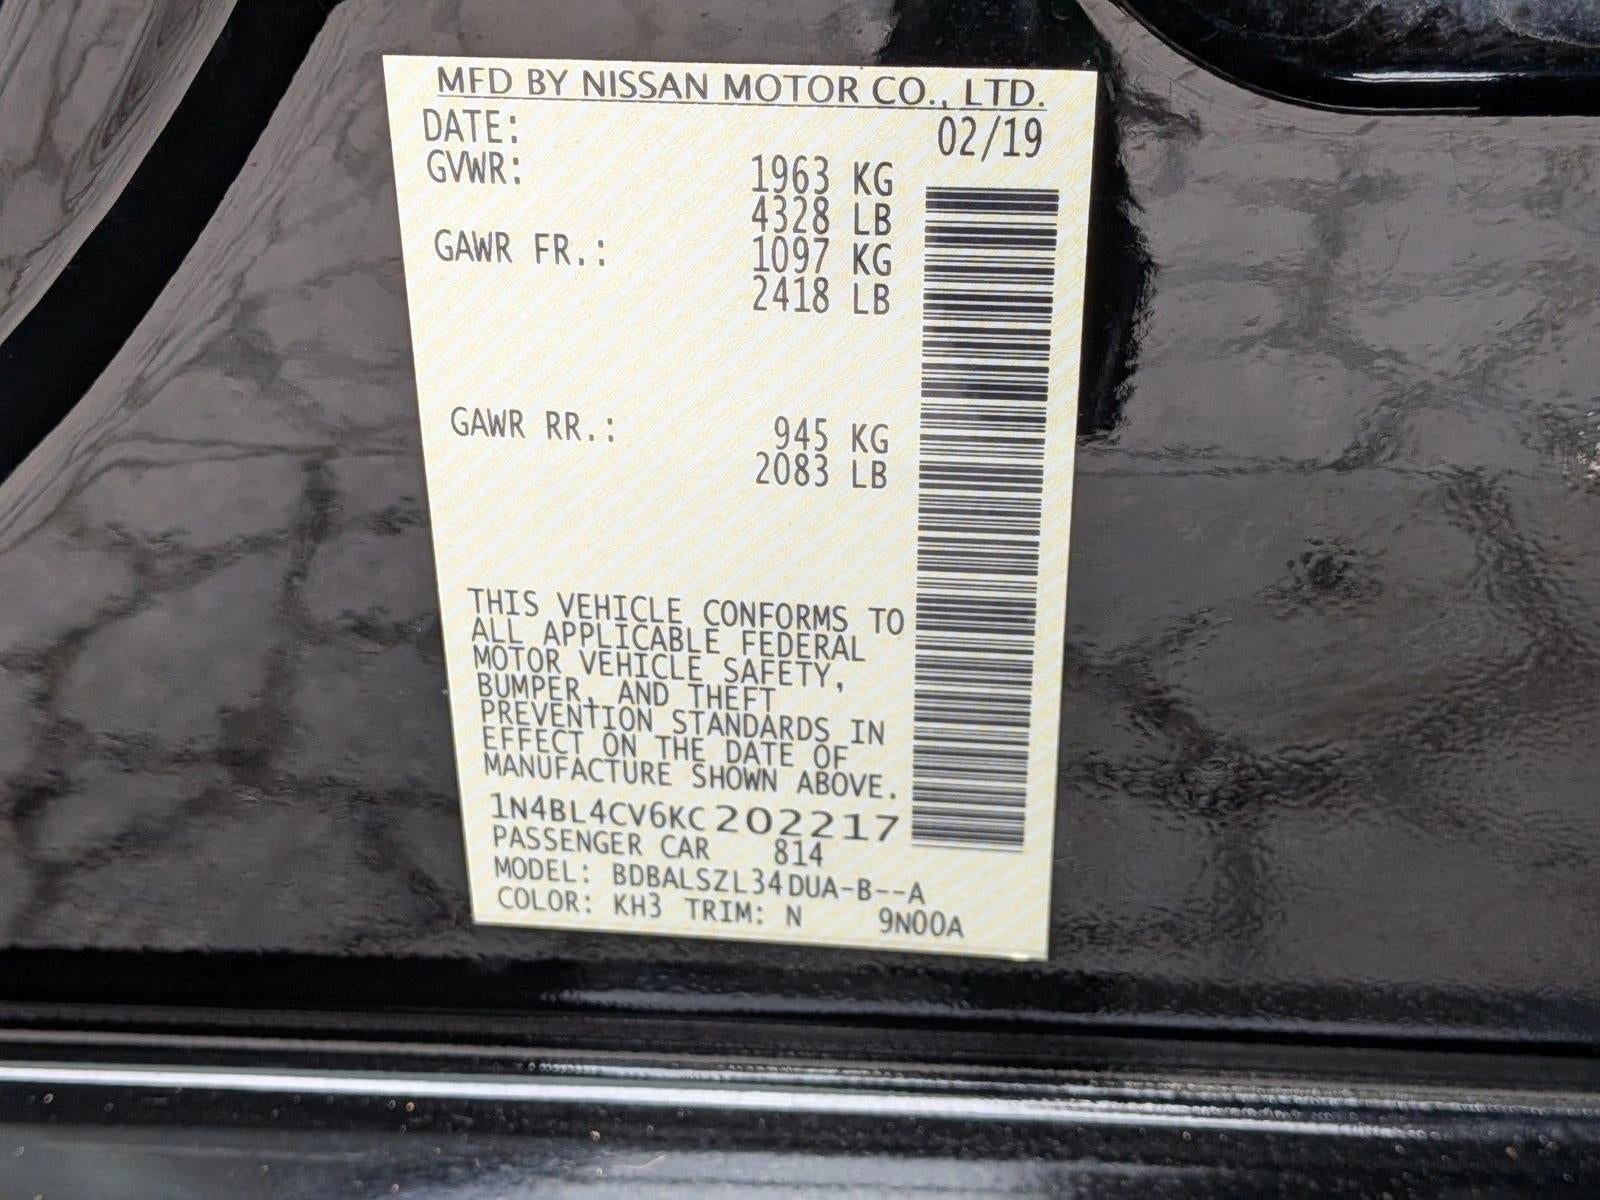 MFD BY NISSAN MOTOR CO., LTD.
DATE: 02/19
GVWR: 1963 KG
4328 LB
GAWR FR.: 1097 KG
2418 LB
GAWR RR.: 945 KG
2083 LB
THIS VEHICLE CONFORMS TO
ALL APPLICABLE FEDERAL
MOTOR VEHICLE SAFETY,
BUMPER, AND THEFT
PREVENTION STANDARDS IN
EFFECT ON THE DATE OF
MANUFACTURE SHOWN ABOVE.
1N4BL4CV6KC202217
PASSENGER CAR 814
MODEL: BDBALSZL34DUA-B--A
COLOR: KH3 TRIM: N 9N00A